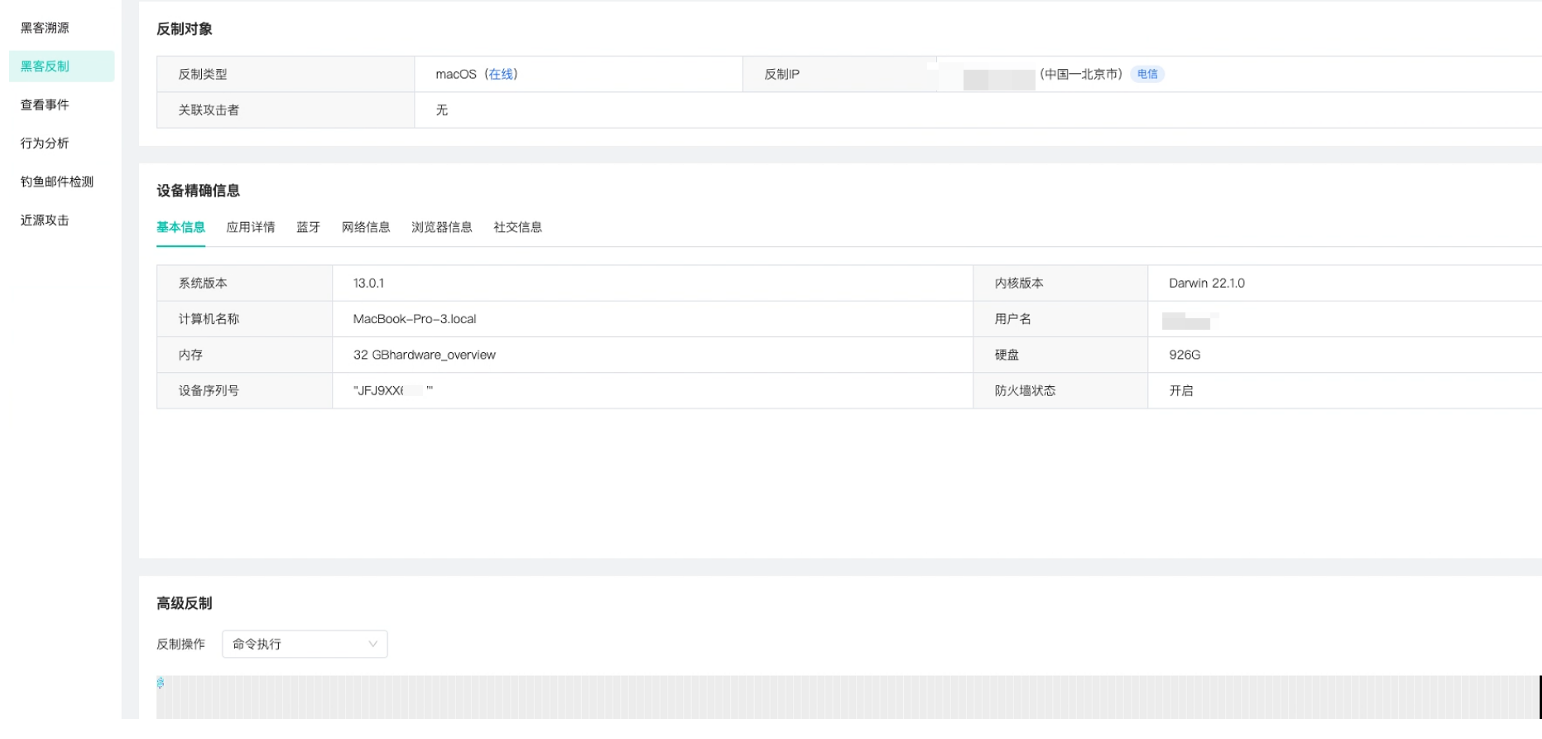 黑客溯源
黑客反制
查看事件
行为分析
钓鱼邮件检测
近源攻击
反制对象
反制类型 macOS（在线） 反制IP （中国—北京市） 电信
关联攻击者 无
设备精确信息
基本信息 应用详情 蓝牙 网络信息 浏览器信息 社交信息
系统版本 13.0.1 内核版本 Darwin 22.1.0
计算机名称 MacBook-Pro-3.local 用户名
内存 32 GBhardware_overview 硬盘 926G
设备序列号 "JFJ9XX 防火墙状态 开启
高级反制
反制操作 命令执行